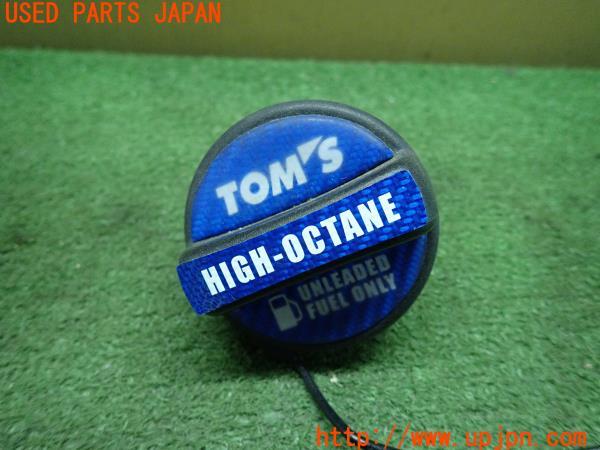 USED PARTS JAPAN
TOM'S
HIGH-OCTANE
UNLEADED
FUEL ONLY
http://www.upjpn.com